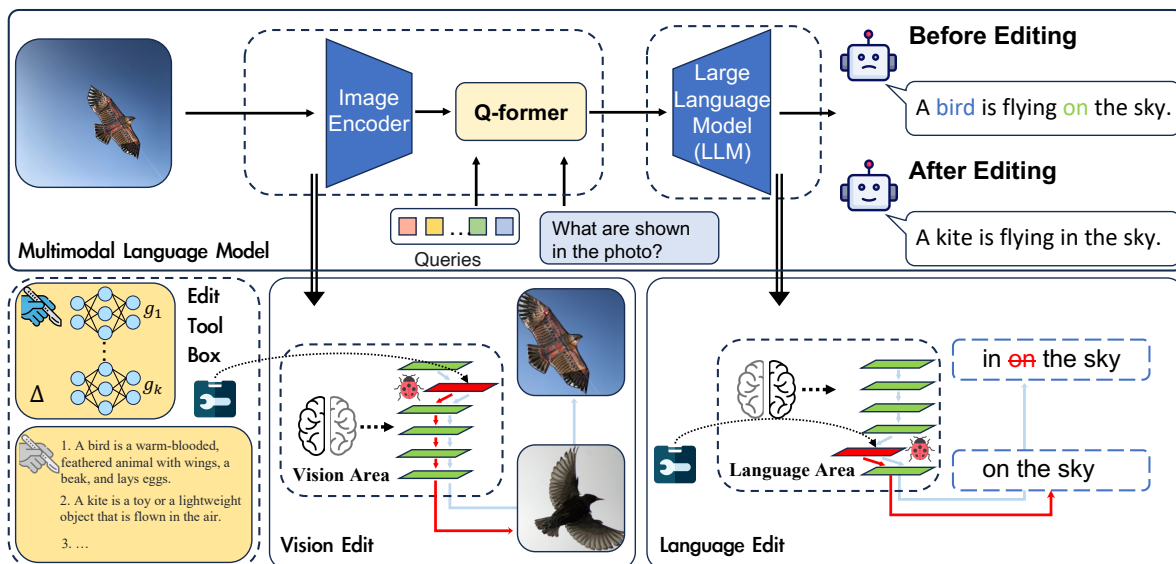 Before Editing
A bird is flying on the sky.
After Editing
A kite is flying in the sky.
Image
Encoder
Q-former
Large
Language
Model
(LLM)
...
Queries
What are shown
in the photo?
Multimodal Language Model
g1
gk
Δ
Edit
Tool
Box
1. A bird is a warm-blooded,
feathered animal with wings, a
beak, and lays eggs.
2. A kite is a toy or a lightweight
object that is flown in the air.
3. ...
Vision Area
Vision Edit
Language Area
in on the sky
on the sky
Language Edit